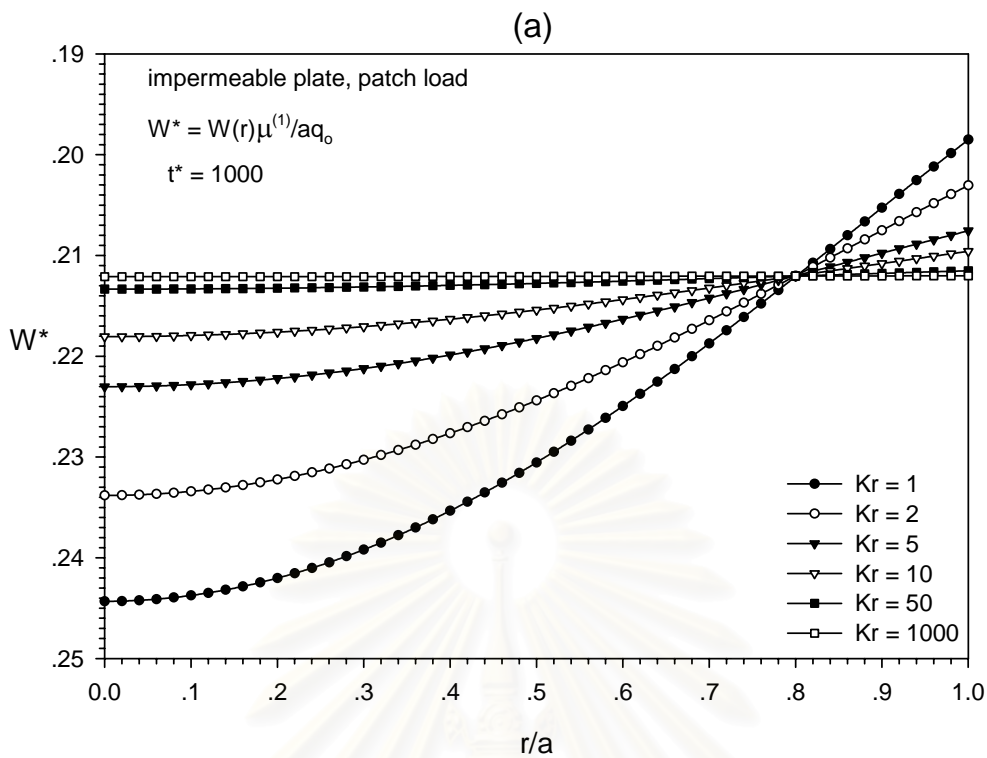 (a)
.19
impermeable plate, patch load
W* = W(r)μ⁽¹⁾/aqₒ
t* = 1000
.20
.21
W*
.22
.23
.24
.25
Kr = 1
Kr = 2
Kr = 5
Kr = 10
Kr = 50
Kr = 1000
0.0 .1 .2 .3 .4 .5 .6 .7 .8 .9 1.0
r/a